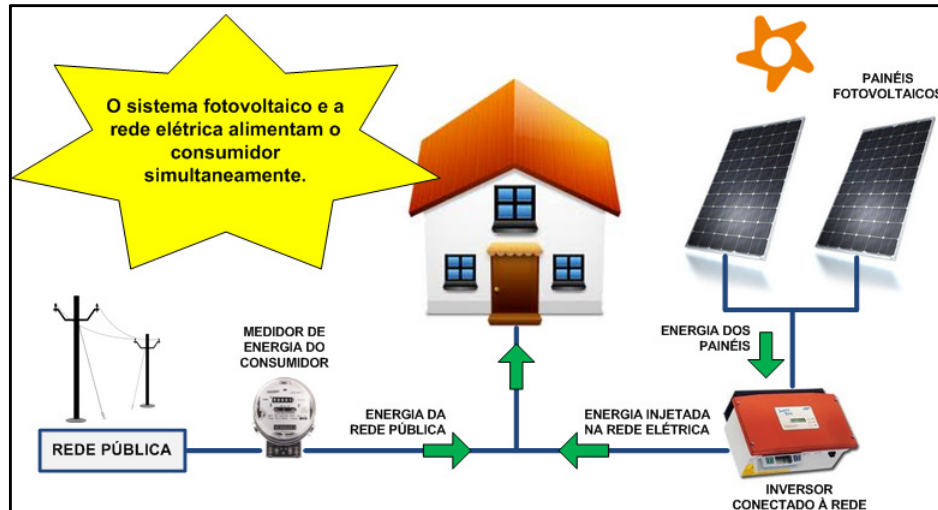 O sistema fotovoltaico e a
rede elétrica alimentam o
consumidor
simultaneamente.
PAINÉIS
FOTOVOLTAICOS
MEDIDOR DE
ENERGIA DO
CONSUMIDOR
ENERGIA DOS
PAINÉIS
ENERGIA DA
REDE PÚBLICA
ENERGIA INJETADA
NA REDE ELÉTRICA
REDE PÚBLICA
INVERSOR
CONECTADO À REDE